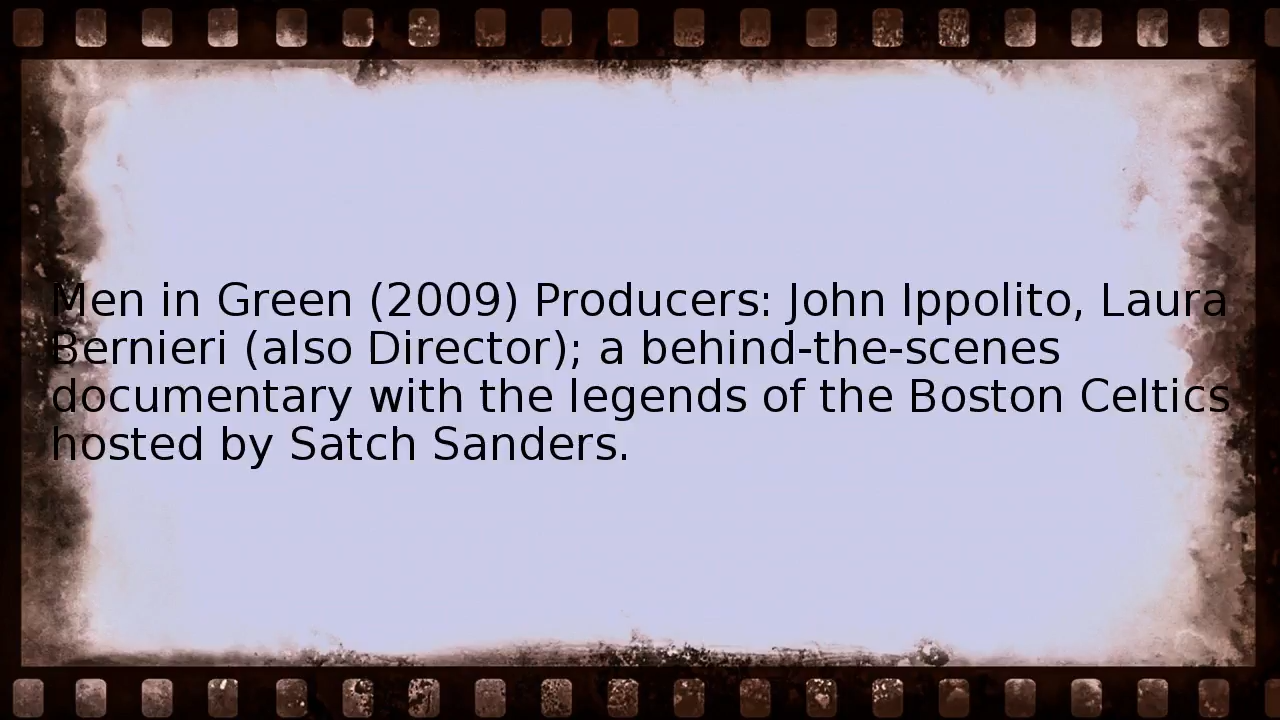 Men in Green (2009) Producers: John Ippolito, Laura
Bernieri (also Director); a behind-the-scenes
documentary with the legends of the Boston Celtics
hosted by Satch Sanders.